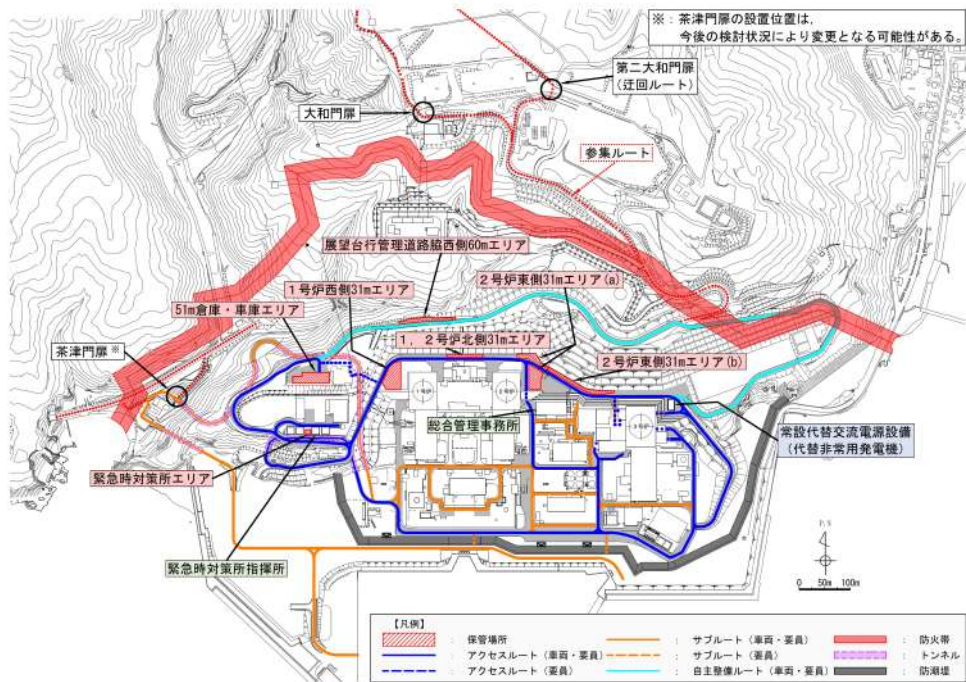 ※：茶津門扉の設置位置は，
今後の検討状況により変更となる可能性がある。
第二大和門扉
(迂回ルート)
大和門扉
参集ルート
展望台行管理道路脇西側60mエリア
１号炉西側31mエリア
２号炉東側31mエリア(a)
51m倉庫・車庫エリア
１，２号炉北側31mエリア
茶津門扉※
２号炉東側31mエリア(b)
１号炉
２号炉
３号炉
総合管理事務所
常設代替交流電源設備
(代替非常用発電機)
緊急時対策所エリア
緊急時対策所指揮所
P.N
0 50m 100m
【凡例】
： 保管場所
： サブルート（車両・要員）
： 防火帯
： アクセスルート（車両・要員）
： サブルート（要員）
： トンネル
： アクセスルート（要員）
： 自主整備ルート（車両・要員）
： 防潮堤